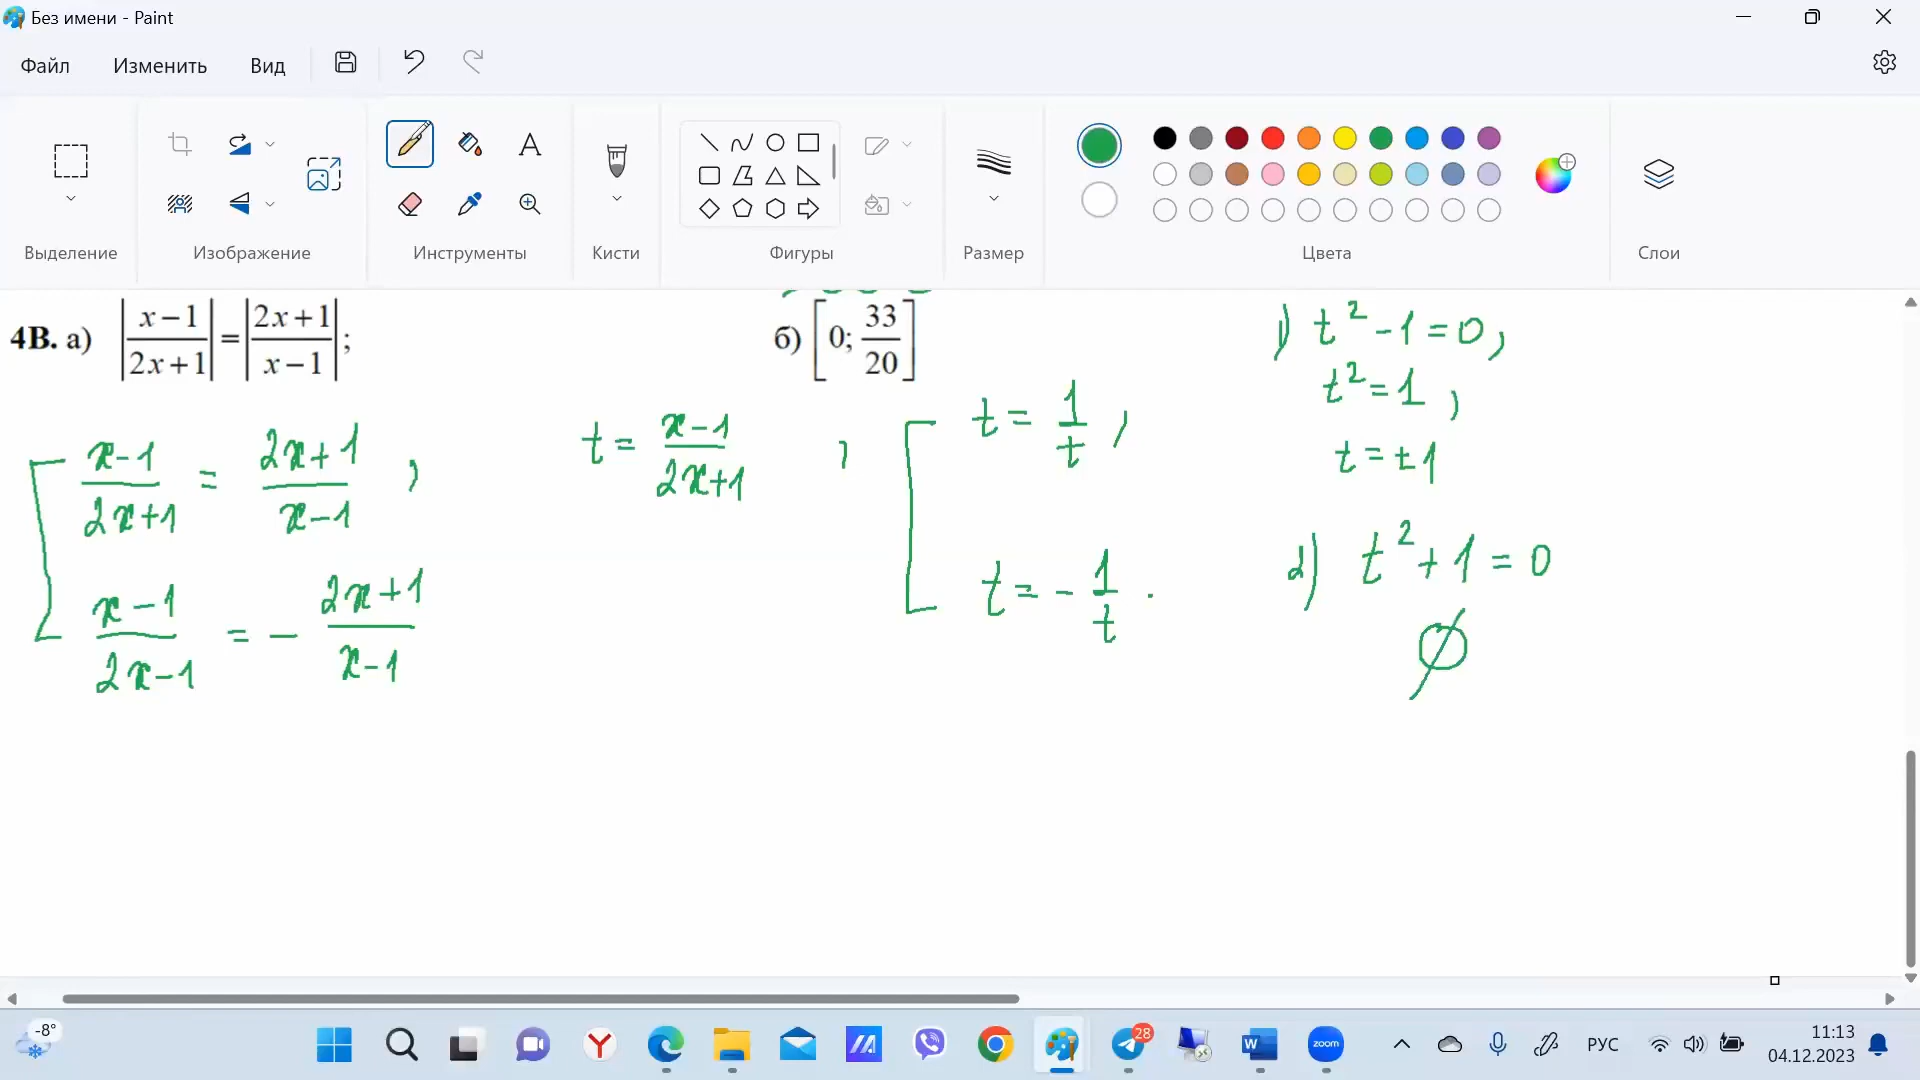 Без имени - Paint
Файл Изменить Вид
Выделение Изображение Инструменты Кисти Фигуры Размер Цвета Слои
4В. а) |(x−1)/(2x+1)| = |(2x+1)/(x−1)|;
б) [0; 33/20]
(x-1)/(2x+1) = (2x+1)/(x-1),
(x-1)/(2x-1) = - (2x+1)/(x-1)
t = (x-1)/(2x+1),
t = 1/t,
t = - 1/t.
1) t² - 1 = 0,
t² = 1,
t = ±1
2) t² + 1 = 0
∅
-8°
28
zoom
РУС
11:13
04.12.2023